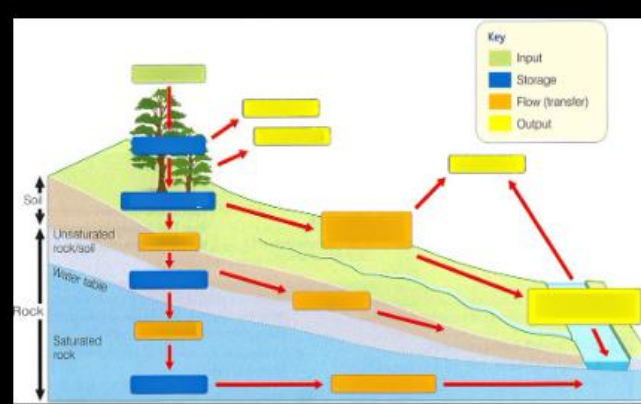 Key
Input
Storage
Flow (transfer)
Output
Soil
Unsaturated
rock/soil
Water table
Rock
Saturated
rock